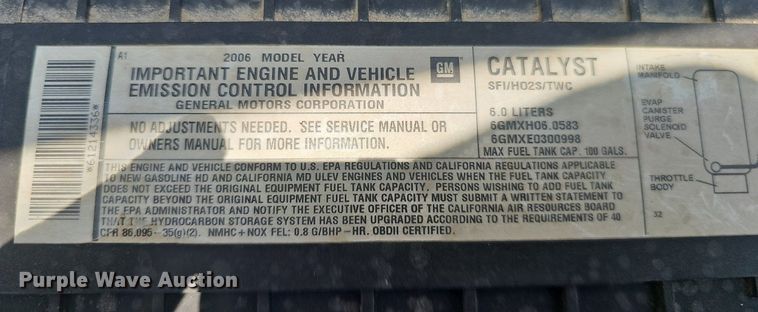 A1
2006 MODEL YEAR
IMPORTANT ENGINE AND VEHICLE
EMISSION CONTROL INFORMATION
GENERAL MOTORS CORPORATION
GM
CATALYST
SFI/HO2S/TWC
NO ADJUSTMENTS NEEDED. SEE SERVICE MANUAL OR
OWNERS MANUAL FOR MORE INFORMATION.
6.0 LITERS
6GMXH06.0583
6GMXE0300998
MAX FUEL TANK CAP. 100 GALS.
THIS ENGINE AND VEHICLE CONFORM TO U.S. EPA REGULATIONS AND CALIFORNIA REGULATIONS APPLICABLE
TO NEW GASOLINE HD AND CALIFORNIA MD ULEV ENGINES AND VEHICLES WHEN THE FUEL TANK CAPACITY
DOES NOT EXCEED THE ORIGINAL EQUIPMENT FUEL TANK CAPACITY. PERSONS WISHING TO ADD FUEL TANK
CAPACITY BEYOND THE ORIGINAL EQUIPMENT FUEL TANK CAPACITY MUST SUBMIT A WRITTEN STATEMENT TO
THE EPA ADMINISTRATOR AND NOTIFY THE EXECUTIVE OFFICER OF THE CALIFORNIA AIR RESOURCES BOARD
THAT THE HYDROCARBON STORAGE SYSTEM HAS BEEN UPGRADED ACCORDING TO THE REQUIREMENTS OF 40
CFR 86.095-35(g)(2). NMHC+NOX FEL: 0.8 G/BHP-HR. OBDII CERTIFIED.
INTAKE
MANIFOLD
EVAP
CANISTER
PURGE
SOLENOID
VALVE
THROTTLE
BODY
32
*61214336*
Purple Wave Auction